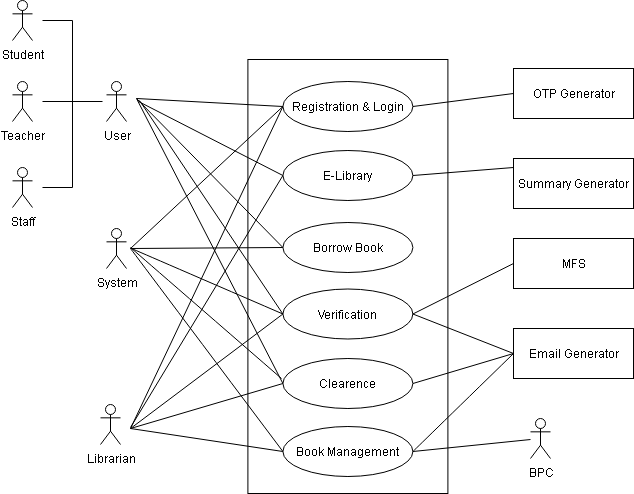 Student
Teacher
Staff
User
System
Librarian
Registration & Login
E-Library
Borrow Book
Verification
Clearence
Book Management
OTP Generator
Summary Generator
MFS
Email Generator
BPC